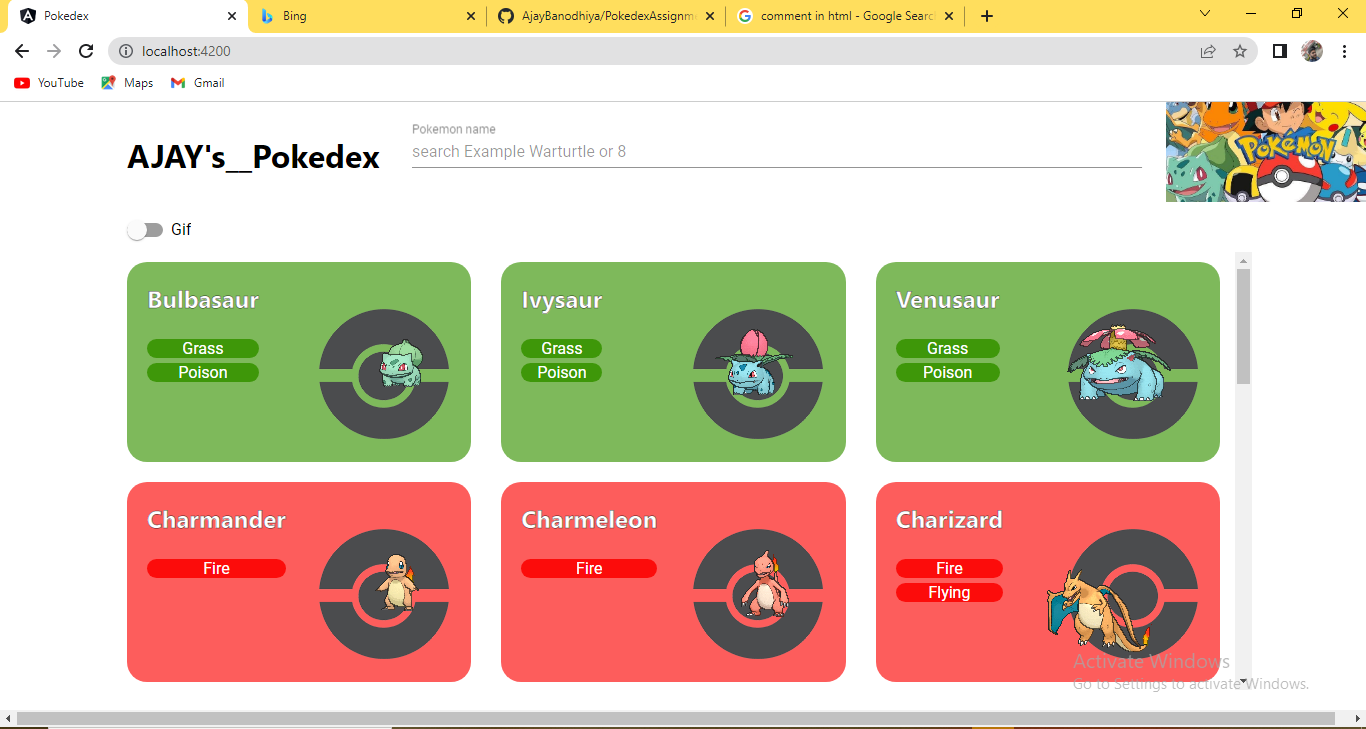 Pokedex
Bing
AjayBanodhiya/PokedexAssignm
comment in html - Google Searc
localhost:4200
YouTube
Maps
Gmail
AJAY's__Pokedex
Pokemon name
search Example Warturtle or 8
POKéMON
Gif
Bulbasaur
Grass
Poison
Ivysaur
Grass
Poison
Venusaur
Grass
Poison
Charmander
Fire
Charmeleon
Fire
Charizard
Fire
Flying
Activate Windows
Go to Settings to activate Windows.